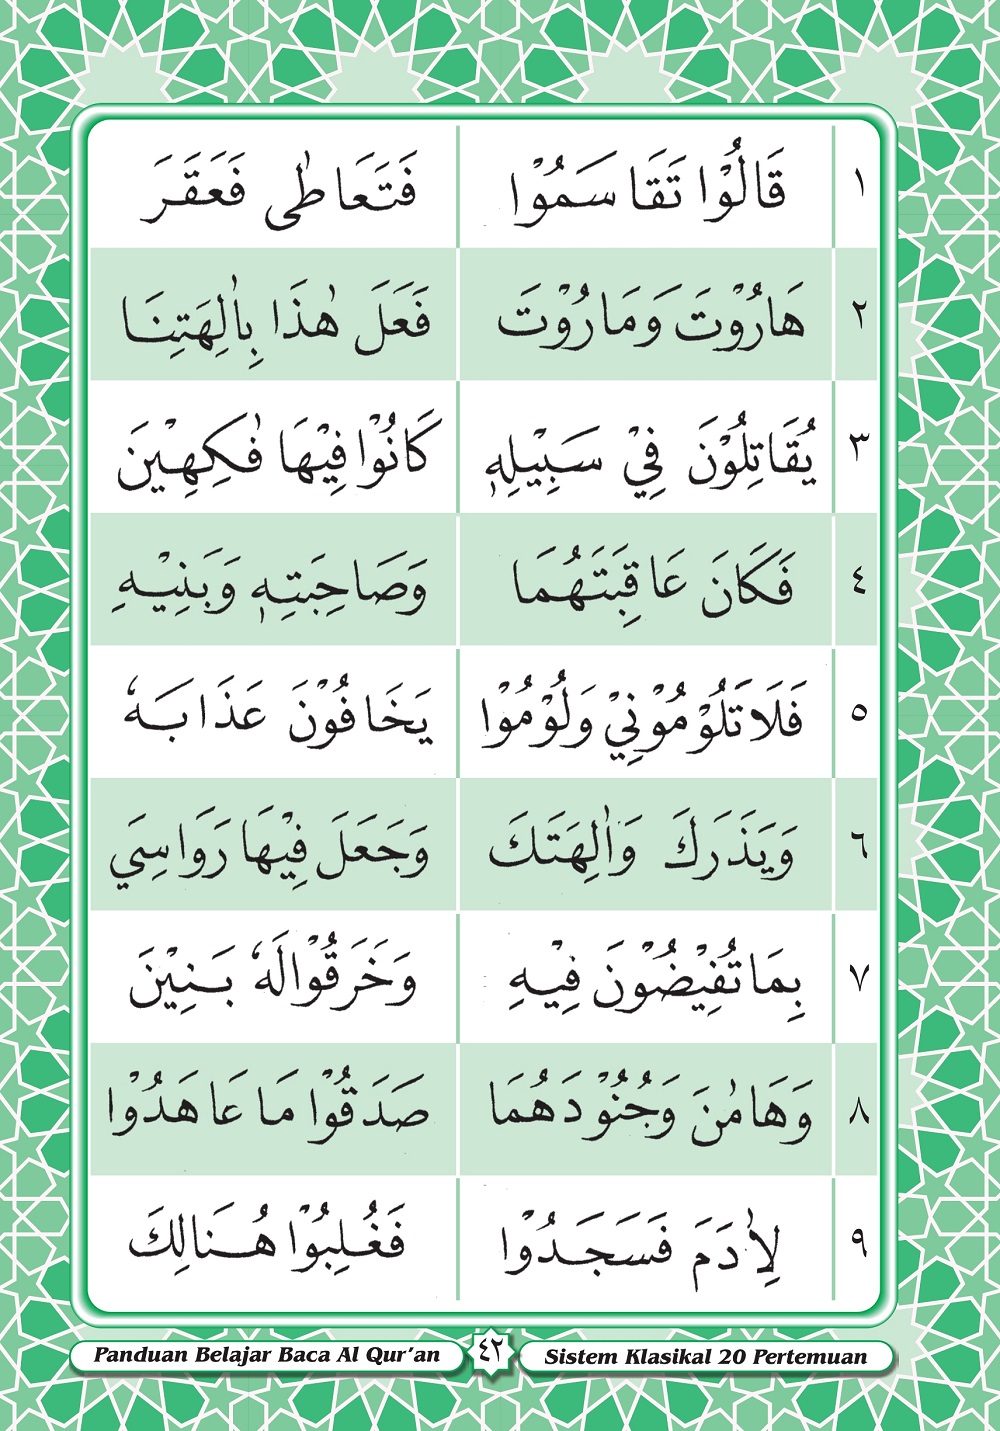 ١ قَالُوْا تَقَاسَمُوْا فَتَعَاطٰى فَعَقَرَ
٢ هَارُوْتَ وَمَارُوْتَ فَعَلَ هٰذَا بِاٰلِهَتِنَا
٣ يُقَاتِلُوْنَ فِيْ سَبِيْلِهٖ كَانُوْا فِيْهَا فٰكِهِيْنَ
٤ فَكَانَ عَاقِبَتَهُمَا وَصَاحِبَتِهٖ وَبَنِيْهِ
٥ فَلَا تَلُوْمُوْنِيْ وَلُوْمُوْا يَخَافُوْنَ عَذَابَهٗ
٦ وَيَذَرَكَ وَاٰلِهَتَكَ وَجَعَلَ فِيْهَا رَوَاسِيَ
٧ بِمَا تُفِيْضُوْنَ فِيْهِ وَخَرَقُوْا لَهٗ بَنِيْنَ
٨ وَهَامٰنَ وَجُنُوْدَهُمَا صَدَقُوْا مَا عَاهَدُوْا
٩ لِاٰدَمَ فَسَجَدُوْا فَغُلِبُوْا هُنَالِكَ
Panduan Belajar Baca Al Qur'an ٤٢ Sistem Klasikal 20 Pertemuan